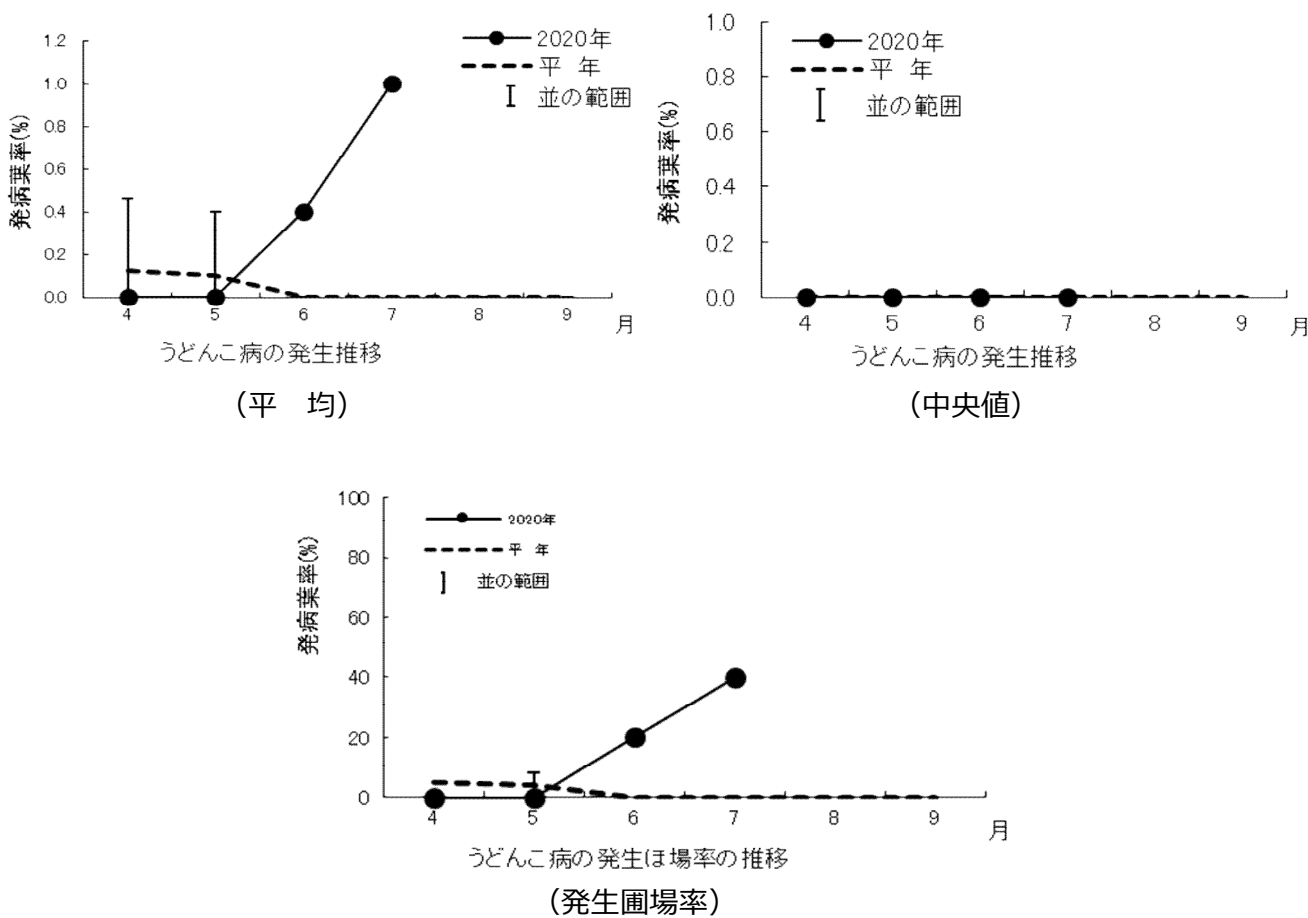 2020年
平 年
並の範囲
発病葉率(%)
1.2
1.0
0.8
0.6
0.4
0.2
0.0
4 5 6 7 8 9 月
うどんこ病の発生推移
（平　均）
2020年
平 年
並の範囲
発病葉率(%)
1.0
0.8
0.6
0.4
0.2
0.0
4 5 6 7 8 9 月
うどんこ病の発生推移
（中央値）
2020年
平 年
並の範囲
発病葉率(%)
100
80
60
40
20
0
4 5 6 7 8 9 月
うどんこ病の発生ほ場率の推移
（発生圃場率）